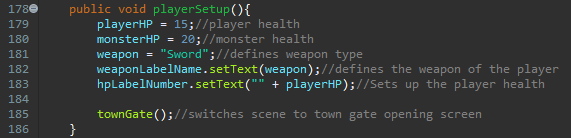 178 public void playerSetup(){
179 playerHP = 15;//player health
180 monsterHP = 20;//monster health
181 weapon = "Sword";//defines weapon type
182 weaponLabelName.setText(weapon);//defines the weapon of the player
183 hpLabelNumber.setText("" + playerHP);//Sets up the player health
184
185 townGate();//switches scene to town gate opening screen
186 }